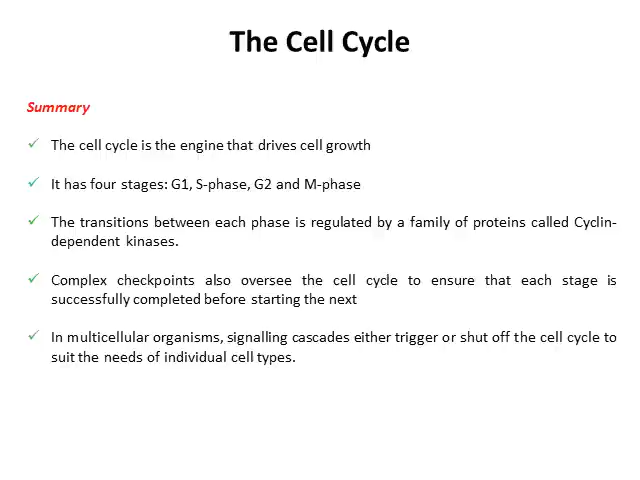 The Cell Cycle
Summary
The cell cycle is the engine that drives cell growth
It has four stages: G1, S-phase, G2 and M-phase
The transitions between each phase is regulated by a family of proteins called Cyclin-
dependent kinases.
Complex checkpoints also oversee the cell cycle to ensure that each stage is
successfully completed before starting the next
In multicellular organisms, signalling cascades either trigger or shut off the cell cycle to
suit the needs of individual cell types.